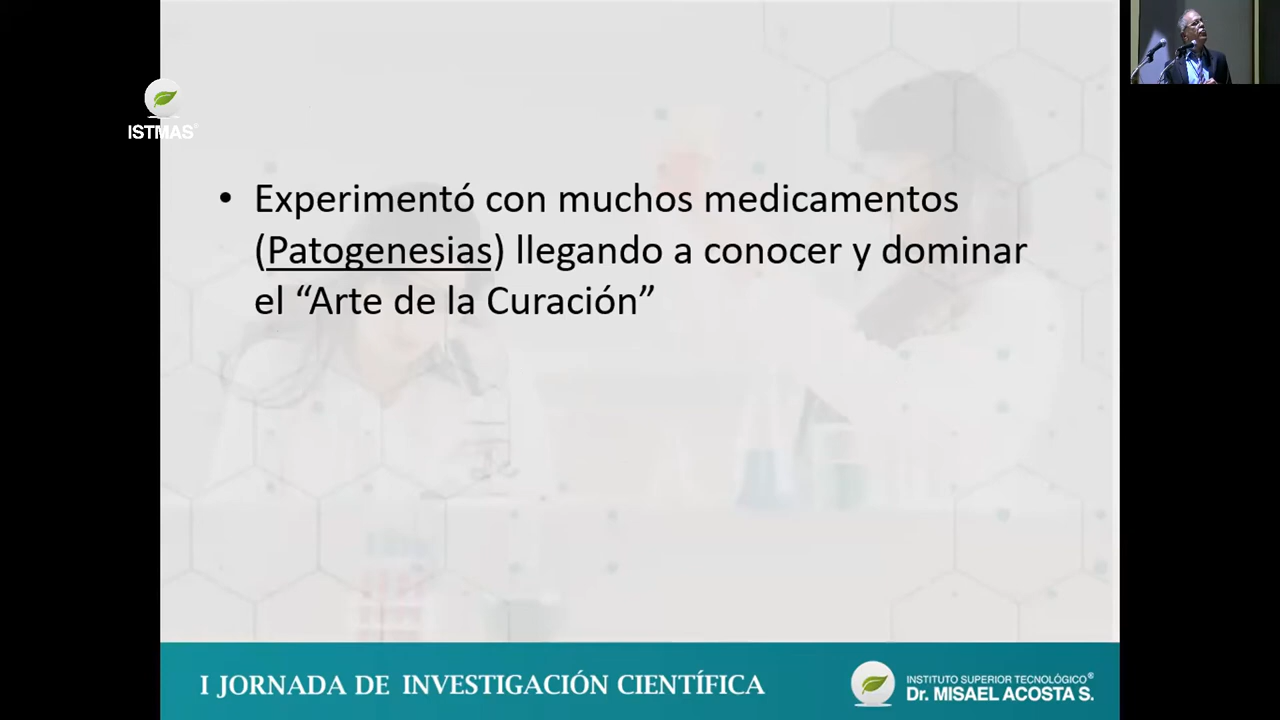 ISTMAS®
• Experimentó con muchos medicamentos
(Patogenesias) llegando a conocer y dominar
el “Arte de la Curación”
I JORNADA DE INVESTIGACIÓN CIENTÍFICA
INSTITUTO SUPERIOR TECNOLÓGICO®
Dr. MISAEL ACOSTA S.